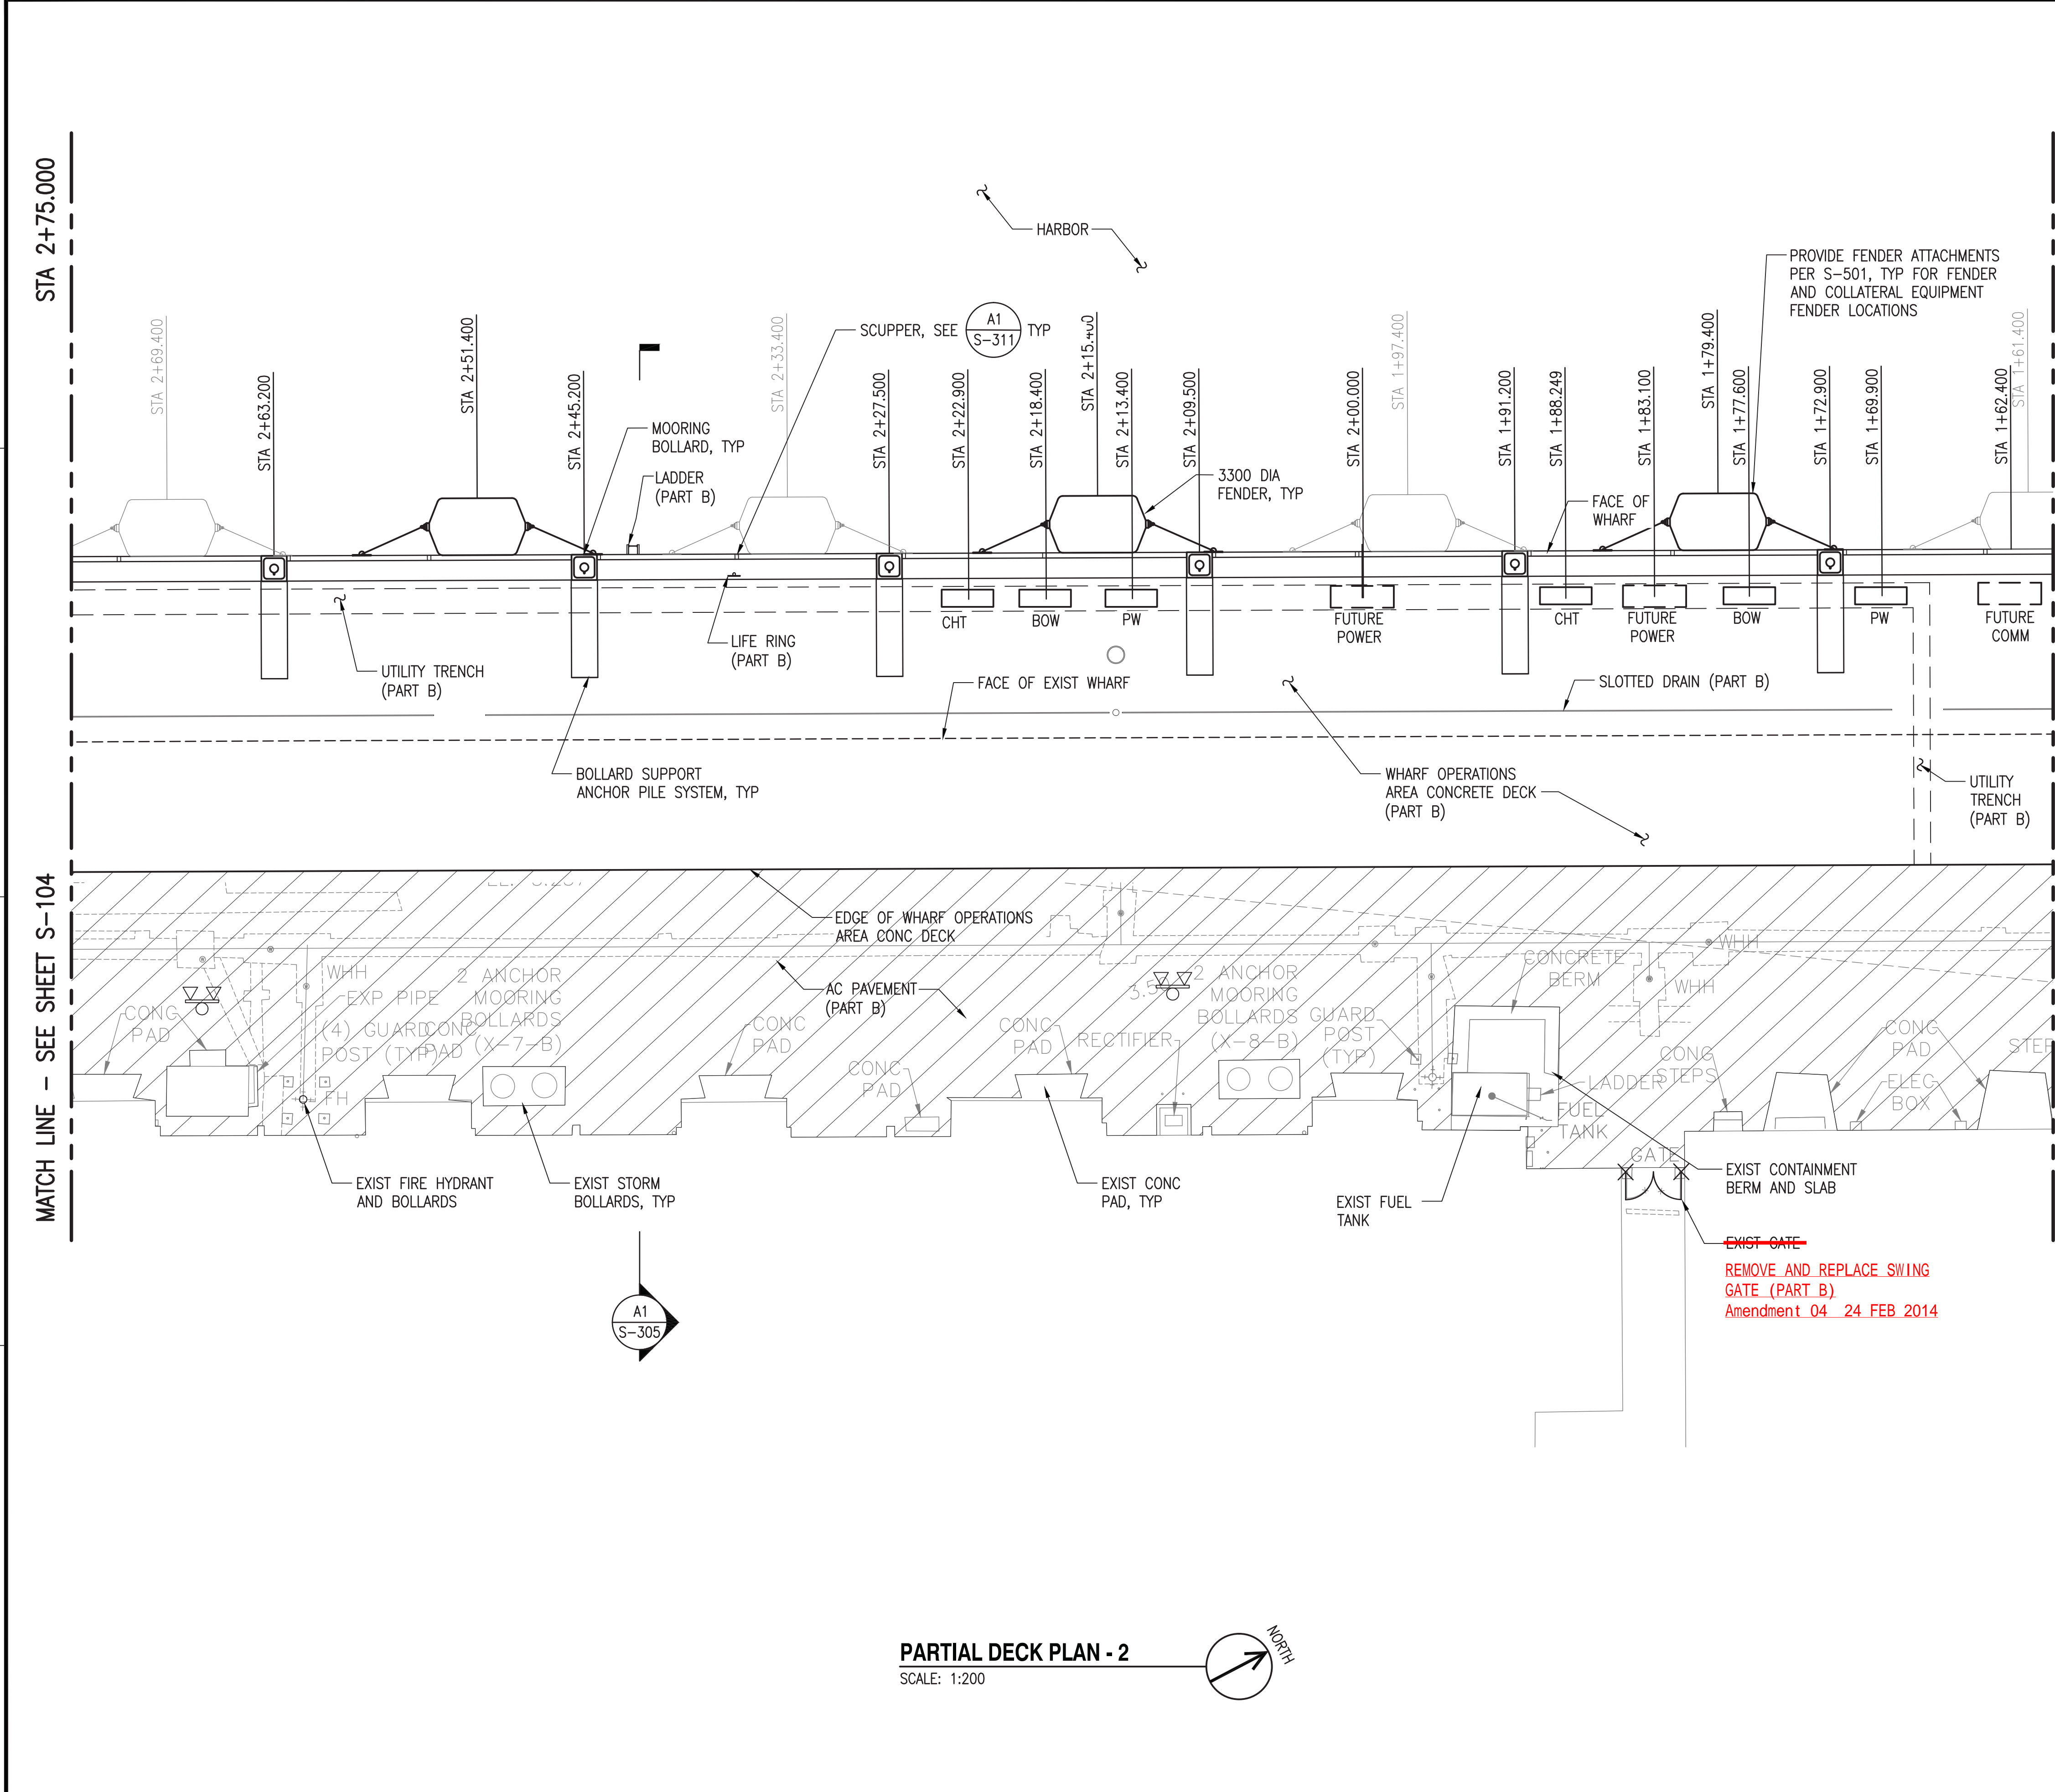 STA 2+75.000
MATCH LINE – SEE SHEET S–104
HARBOR
PROVIDE FENDER ATTACHMENTS
PER S–501, TYP FOR FENDER
AND COLLATERAL EQUIPMENT
FENDER LOCATIONS
SCUPPER, SEE
A1
S–311
TYP
STA 2+69.400
STA 2+63.200
STA 2+51.400
STA 2+45.200
STA 2+33.400
STA 2+27.500
STA 2+22.900
STA 2+18.400
STA 2+15.400
STA 2+13.400
STA 2+09.500
STA 2+00.000
STA 1+97.400
STA 1+91.200
STA 1+88.249
STA 1+83.100
STA 1+79.400
STA 1+77.600
STA 1+72.900
STA 1+69.900
STA 1+62.400
STA 1+61.400
MOORING
BOLLARD, TYP
LADDER
(PART B)
3300 DIA
FENDER, TYP
FACE OF
WHARF
CHT
BOW
PW
FUTURE
POWER
CHT
FUTURE
POWER
BOW
PW
FUTURE
COMM
LIFE RING
(PART B)
UTILITY TRENCH
(PART B)
FACE OF EXIST WHARF
SLOTTED DRAIN (PART B)
BOLLARD SUPPORT
ANCHOR PILE SYSTEM, TYP
WHARF OPERATIONS
AREA CONCRETE DECK
(PART B)
UTILITY
TRENCH
(PART B)
EDGE OF WHARF OPERATIONS
AREA CONC DECK
AC PAVEMENT
(PART B)
WHH
EXP PIPE
(4) GUARD
POST (TYP)
CONC
PAD
2 ANCHOR
MOORING
BOLLARDS
(X–7–B)
CONC
PAD
FH
CONC
PAD
CONC
PAD
CONC
PAD
RECTIFIER
3.5
2 ANCHOR
MOORING
BOLLARDS
(X–8–B)
GUARD
POST
(TYP)
CONCRETE
BERM
WHH
WHH
CONC
STEPS
LADDER
FUEL
TANK
GATE
CONC
PAD
ELEC
BOX
STEP
EXIST FIRE HYDRANT
AND BOLLARDS
EXIST STORM
BOLLARDS, TYP
EXIST CONC
PAD, TYP
EXIST FUEL
TANK
EXIST CONTAINMENT
BERM AND SLAB
EXIST GATE
REMOVE AND REPLACE SWING
GATE (PART B)
Amendment 04 24 FEB 2014
A1
S–305
PARTIAL DECK PLAN - 2
SCALE: 1:200
NORTH